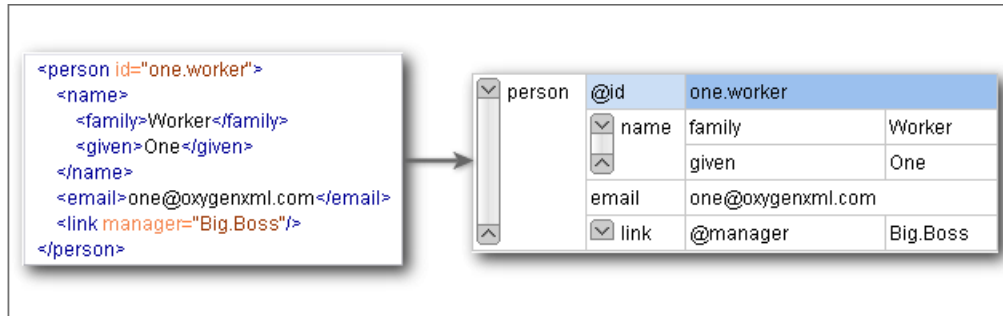 <person id="one.worker">
<name>
<family>Worker</family>
<given>One</given>
</name>
<email>one@oxygenxml.com</email>
<link manager="Big.Boss"/>
</person>
person @id one.worker
name family Worker
given One
email one@oxygenxml.com
link @manager Big.Boss